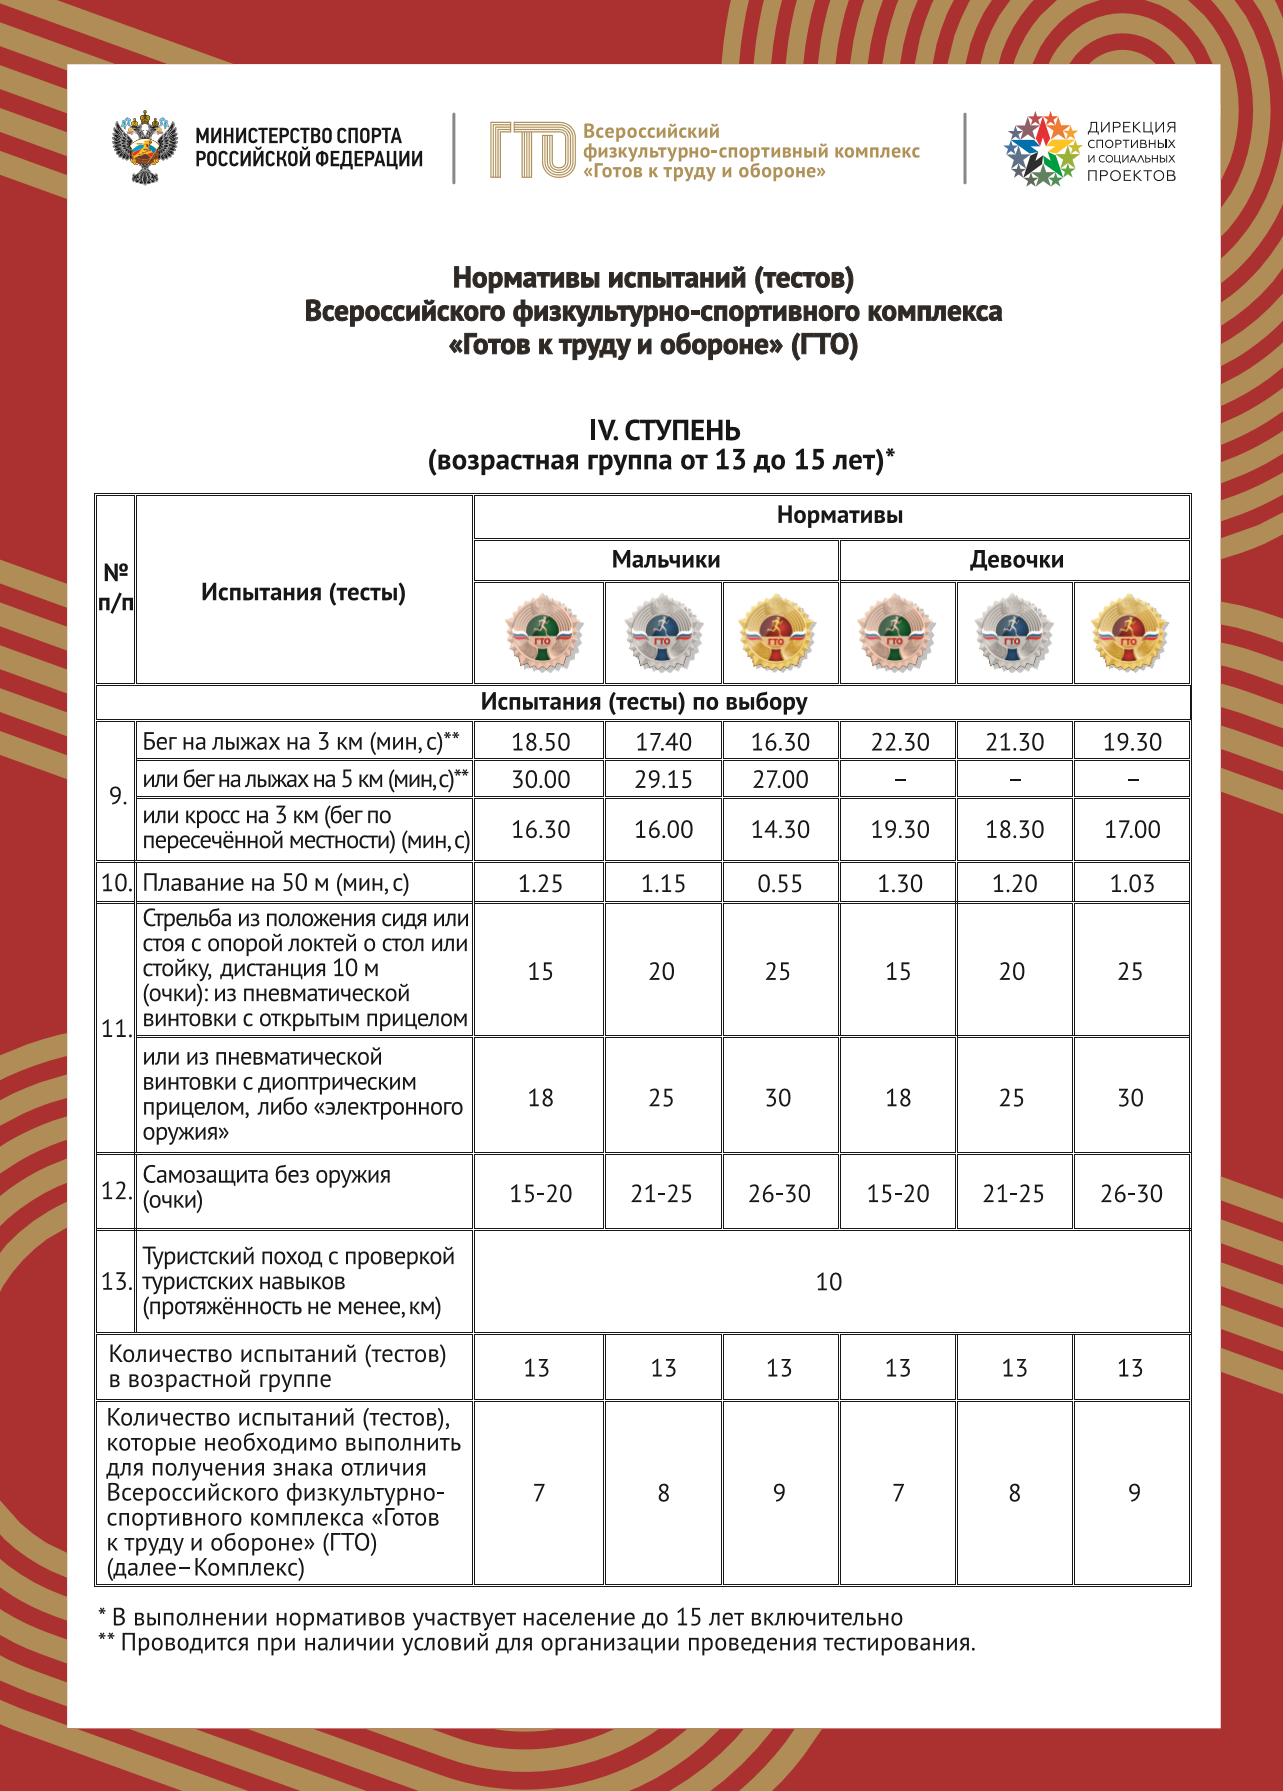 МИНИСТЕРСТВО СПОРТА
РОССИЙСКОЙ ФЕДЕРАЦИИ
ГТО
Всероссийский
физкультурно-спортивный комплекс
«Готов к труду и обороне»
ДИРЕКЦИЯ
СПОРТИВНЫХ
И СОЦИАЛЬНЫХ
ПРОЕКТОВ
Нормативы испытаний (тестов)
Всероссийского физкультурно-спортивного комплекса
«Готов к труду и обороне» (ГТО)
IV. СТУПЕНЬ
(возрастная группа от 13 до 15 лет)*
№
п/п
Испытания (тесты)
Нормативы
Мальчики Девочки
ГТО ГТО ГТО ГТО ГТО ГТО
Испытания (тесты) по выбору
9.
Бег на лыжах на 3 км (мин, с)** 18.50 17.40 16.30 22.30 21.30 19.30
или бег на лыжах на 5 км (мин,с)** 30.00 29.15 27.00 – – –
или кросс на 3 км (бег по
пересечённой местности) (мин,с) 16.30 16.00 14.30 19.30 18.30 17.00
10. Плавание на 50 м (мин, с) 1.25 1.15 0.55 1.30 1.20 1.03
11.
Стрельба из положения сидя или
стоя с опорой локтей о стол или
стойку, дистанция 10 м
(очки): из пневматической
винтовки с открытым прицелом
15 20 25 15 20 25
или из пневматической
винтовки с диоптрическим
прицелом, либо «электронного
оружия»
18 25 30 18 25 30
12. Самозащита без оружия
(очки)
15-20 21-25 26-30 15-20 21-25 26-30
13. Туристский поход с проверкой
туристских навыков
(протяжённость не менее, км)
10
Количество испытаний (тестов)
в возрастной группе
13 13 13 13 13 13
Количество испытаний (тестов),
которые необходимо выполнить
для получения знака отличия
Всероссийского физкультурно-
спортивного комплекса «Готов
к труду и обороне» (ГТО)
(далее–Комплекс)
7 8 9 7 8 9
* В выполнении нормативов участвует население до 15 лет включительно
** Проводится при наличии условий для организации проведения тестирования.